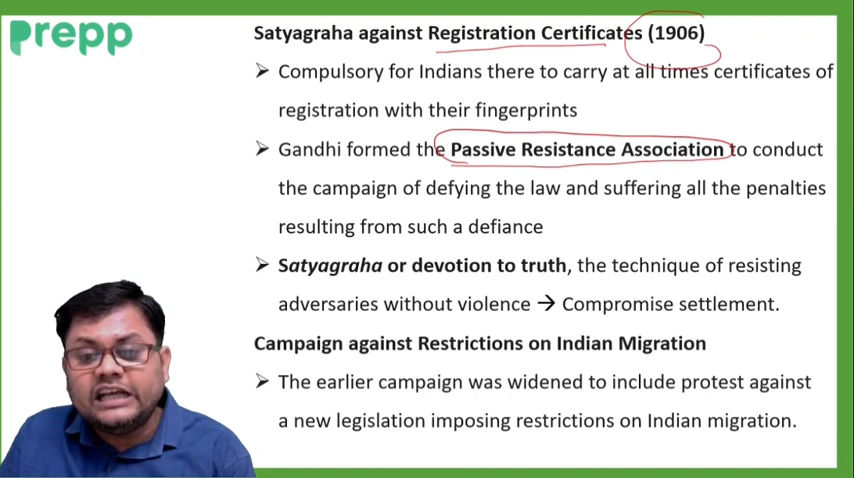 Prepp
Satyagraha against Registration Certificates (1906)
➢ Compulsory for Indians there to carry at all times certificates of
registration with their fingerprints
➢ Gandhi formed the Passive Resistance Association to conduct
the campaign of defying the law and suffering all the penalties
resulting from such a defiance
➢ Satyagraha or devotion to truth, the technique of resisting
adversaries without violence → Compromise settlement.
Campaign against Restrictions on Indian Migration
➢ The earlier campaign was widened to include protest against
a new legislation imposing restrictions on Indian migration.